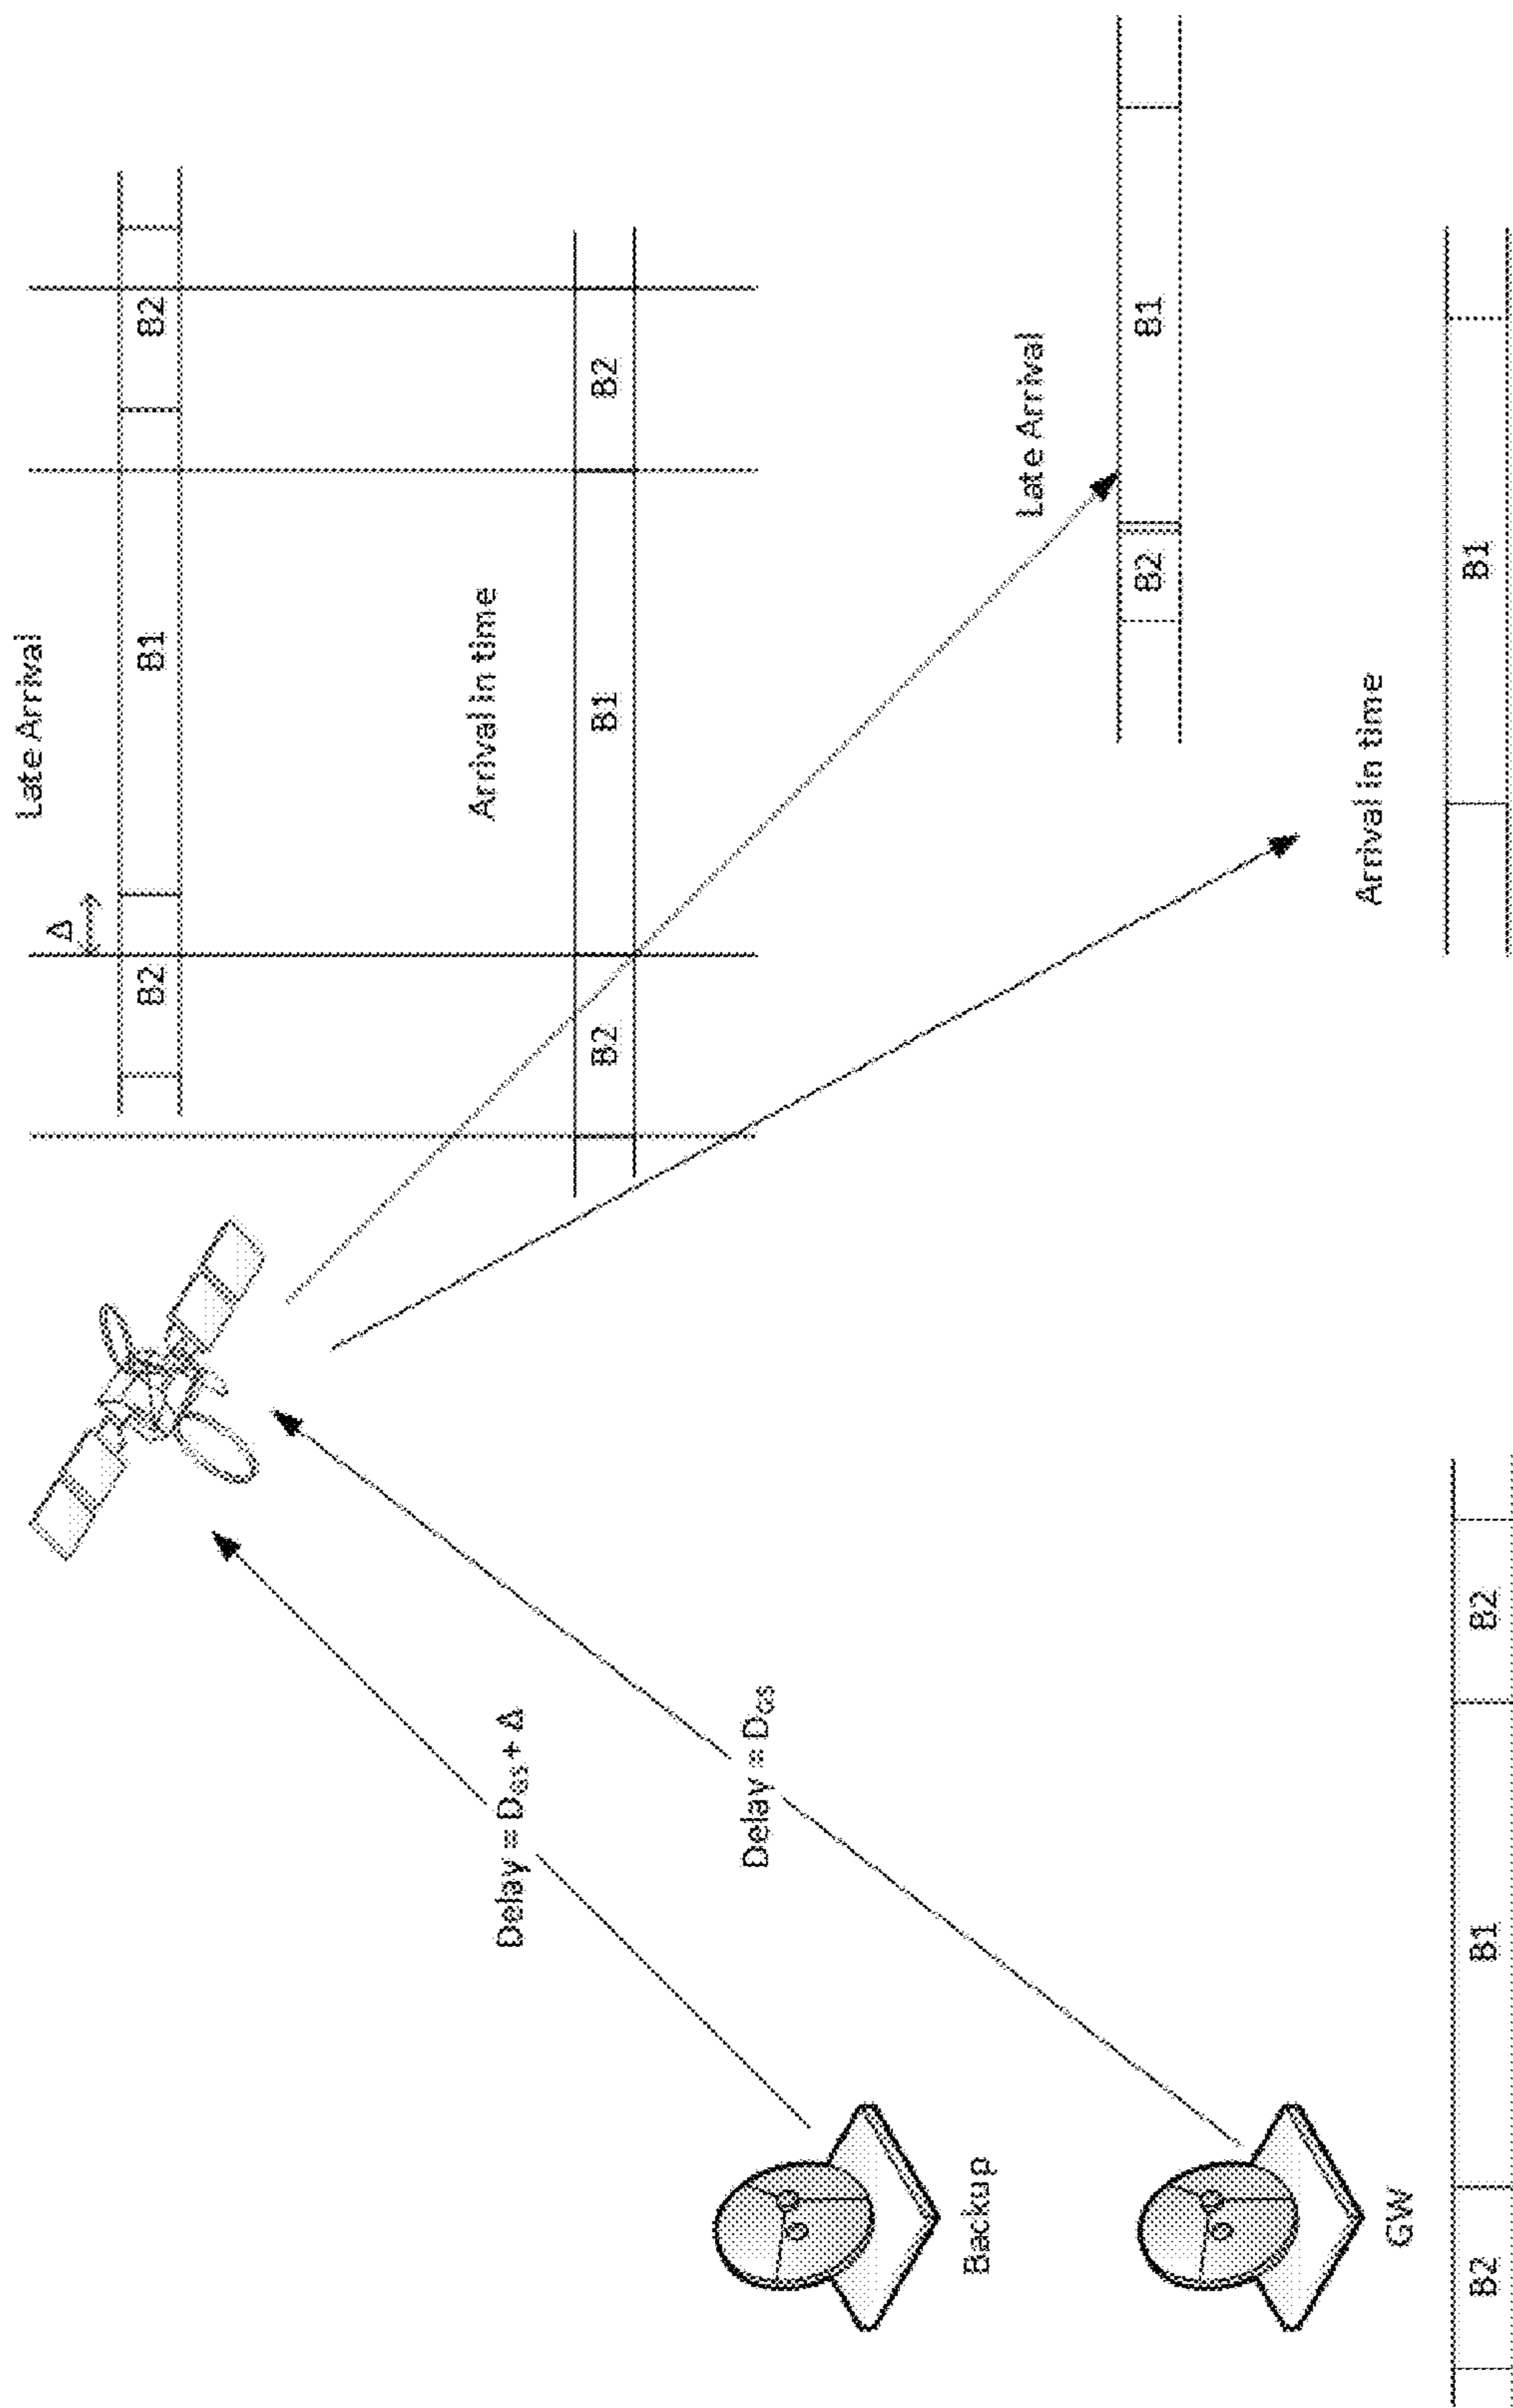 Late Arrival
Δ
B2 B1 B2
Arrival in time
B2 B1 B2
Delay = D_GS + Δ
Delay = D_GS
Late Arrival
B2 B1
Arrival in time
B1
Backup
GW
B2 B1 B2